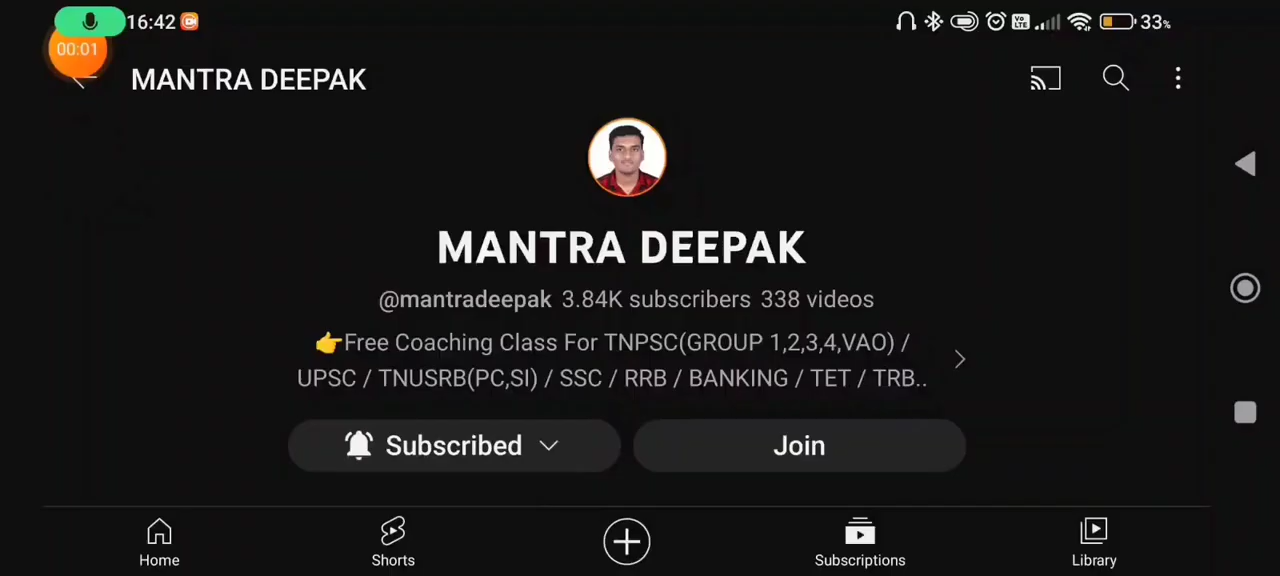 16:42
33%
00:01
MANTRA DEEPAK
MANTRA DEEPAK
@mantradeepak 3.84K subscribers 338 videos
👉Free Coaching Class For TNPSC(GROUP 1,2,3,4,VAO) /
UPSC / TNUSRB(PC,SI) / SSC / RRB / BANKING / TET / TRB..
Subscribed
Join
Home
Shorts
Subscriptions
Library